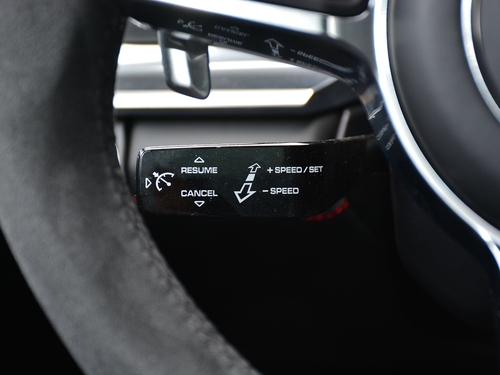 RESUME
+ SPEED / SET
CANCEL
− SPEED